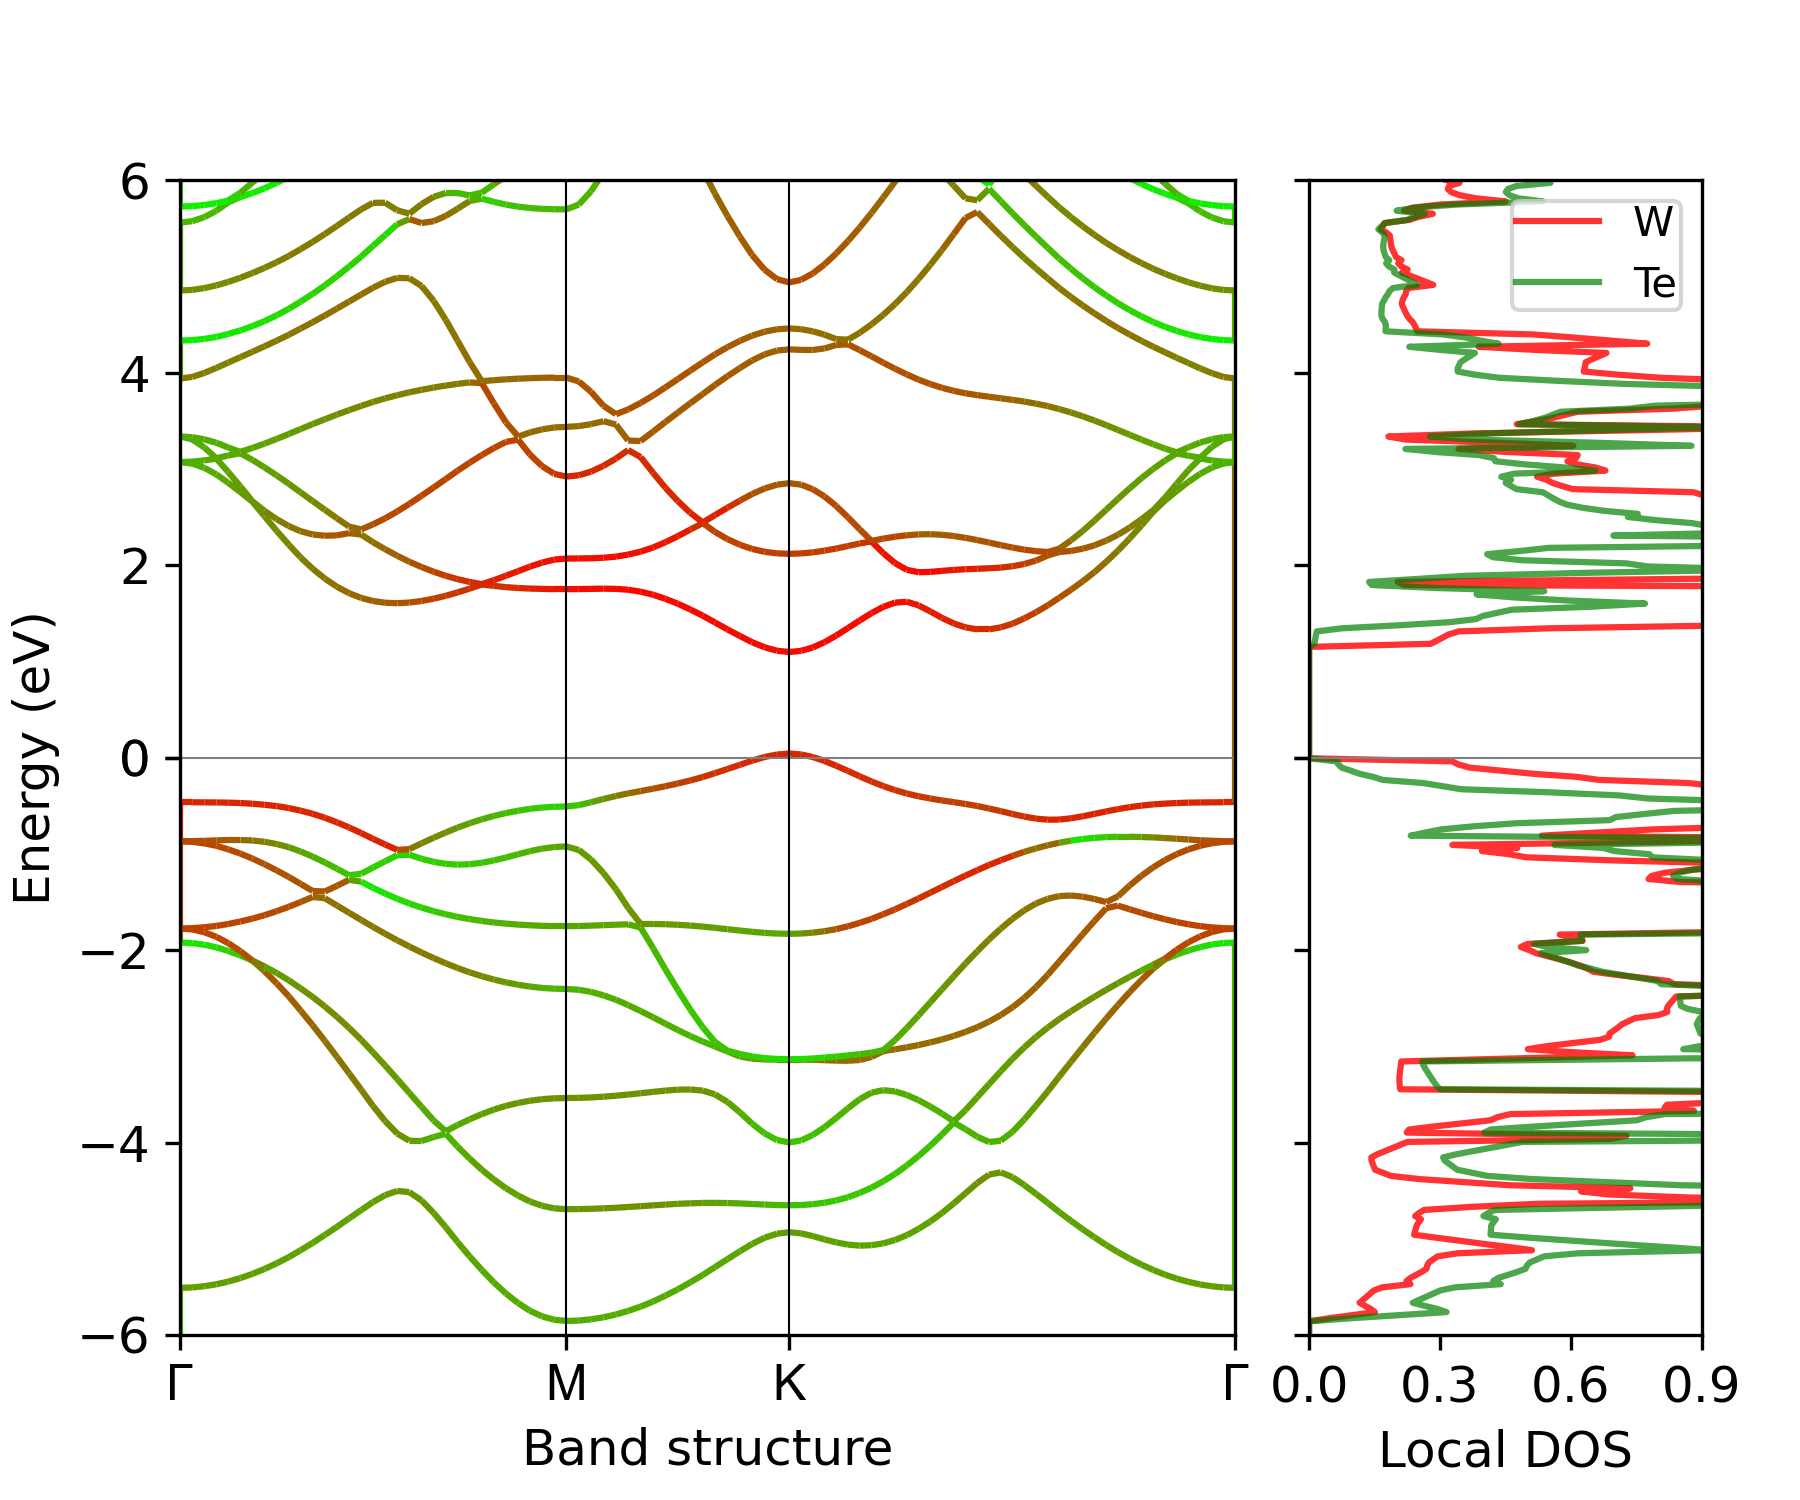 6
4
2
0
−2
−4
−6
Energy (eV)
Γ M K Γ
Band structure
W
Te
0.0 0.3 0.6 0.9
Local DOS